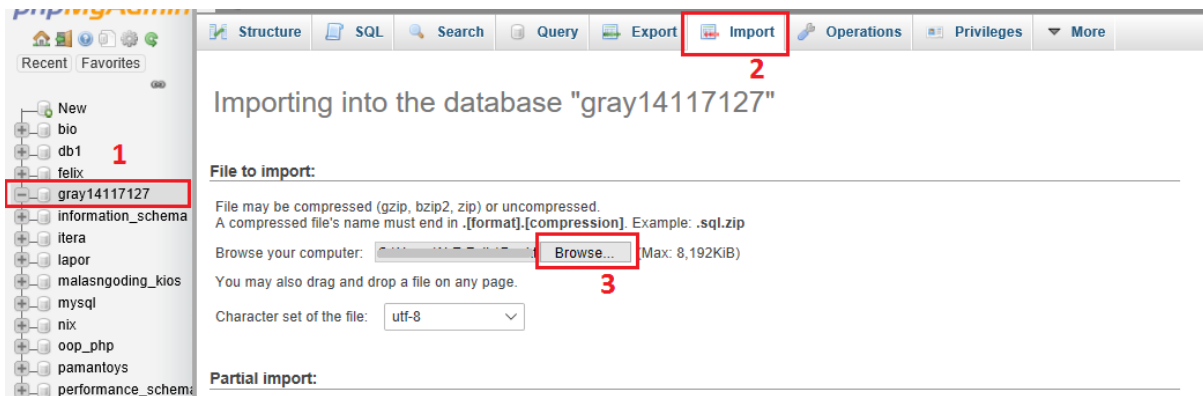 phpMyAdmin
Recent Favorites
New
bio
db1
1
felix
gray14117127
information_schema
itera
lapor
malasngoding_kios
mysql
nix
oop_php
pamantoys
performance_schema
Structure SQL Search Query Export Import Operations Privileges More
2
Importing into the database "gray14117127"
File to import:
File may be compressed (gzip, bzip2, zip) or uncompressed.
A compressed file's name must end in .[format].[compression]. Example: .sql.zip
Browse your computer: Browse... (Max: 8,192KiB)
3
You may also drag and drop a file on any page.
Character set of the file: utf-8
Partial import: